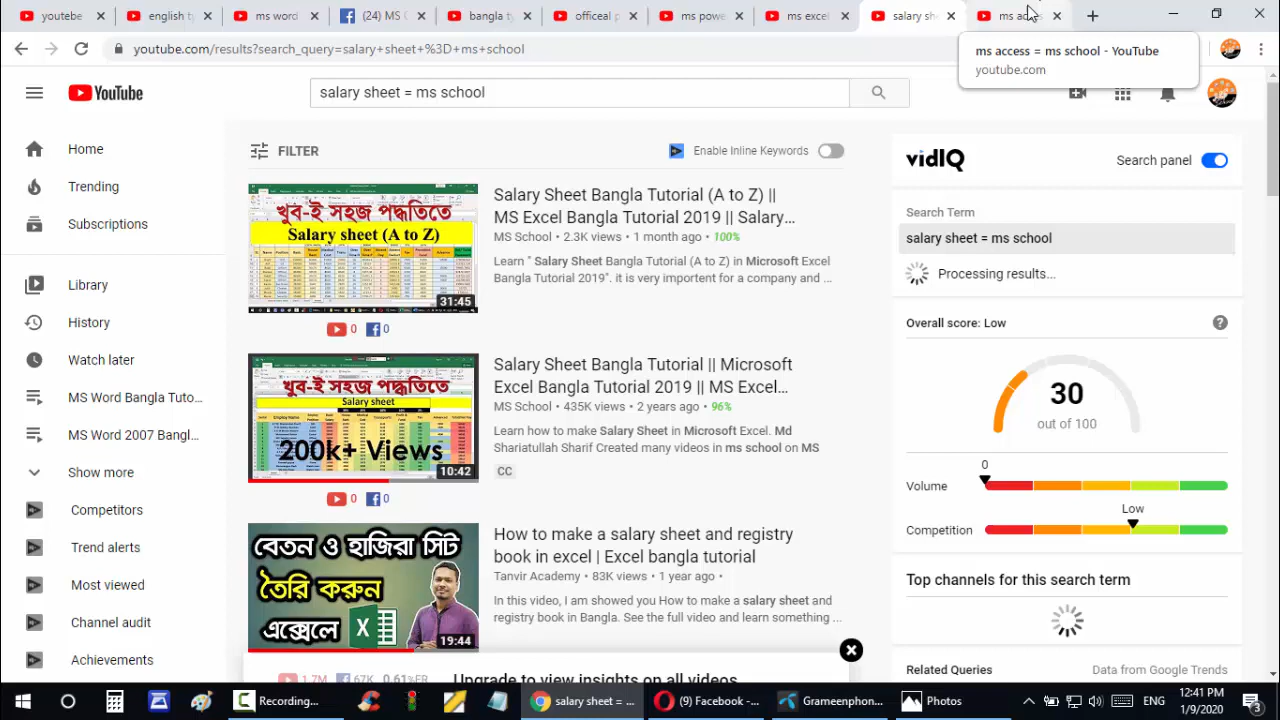 youtube
english ty
ms word
(24) MS (
bangla ty
officeal p
ms powe
ms excel
salary sh
ms ac
youtube.com/results?search_query=salary+sheet+%3D+ms+school
ms access = ms school - YouTube
youtube.com
YouTube
salary sheet = ms school
Home
Trending
Subscriptions
Library
History
Watch later
MS Word Bangla Tuto...
MS Word 2007 Bangl...
Show more
Competitors
Trend alerts
Most viewed
Channel audit
Achievements
FILTER
Enable Inline Keywords
খুব-ই সহজ পদ্ধতিতে
Salary sheet (A to Z)
31:45
Salary Sheet Bangla Tutorial (A to Z) ||
MS Excel Bangla Tutorial 2019 || Salary...
MS School • 2.3K views • 1 month ago • 100%
Learn " Salary Sheet Bangla Tutorial (A to Z) in Microsoft Excel
Bangla Tutorial 2019". it is very importent for a company and ...
0 0
খুব-ই সহজ পদ্ধতিতে
Salary sheet
200k+ Views
10:42
Salary Sheet Bangla Tutorial || Microsoft
Excel Bangla Tutorial 2019 || MS Excel...
MS School • 435K views • 2 years ago • 96%
Learn how to make Salary Sheet in Microsoft Excel. Md
Shariatullah Sharif Created many videos in ms school on MS
CC
0 0
বেতন ও হাজিরা সিট
তৈরি করুন
এক্সেলে
19:44
How to make a salary sheet and registry
book in excel | Excel bangla tutorial
Tanvir Academy • 83K views • 1 year ago •
In this video, I am showed you How to make a salary sheet and
registry book in Bangla. See the full video and learn something ...
1.7M 67K 0.61%ER
Upgrade to view insights on all videos
vidIQ
Search panel
Search Term
salary sheet = ms school
Processing results...
Overall score: Low
30
out of 100
0
Volume
Low
Competition
Top channels for this search term
Related Queries
Data from Google Trends
Recording...
salary sheet = ...
(9) Facebook - ...
Grameenphon...
Photos
ENG
12:41 PM
1/9/2020
3